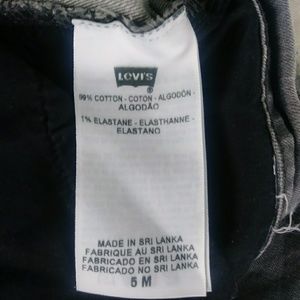 Levi's
®
99% COTTON - COTON - ALGODÓN -
ALGODÃO
1% ELASTANE - ELASTHANNE -
ELASTANO
MADE IN SRI LANKA
FABRIQUE AU SRI LANKA
FABRICADO EN SRI LANKA
FABRICADO NO SRI LANKA
5 M